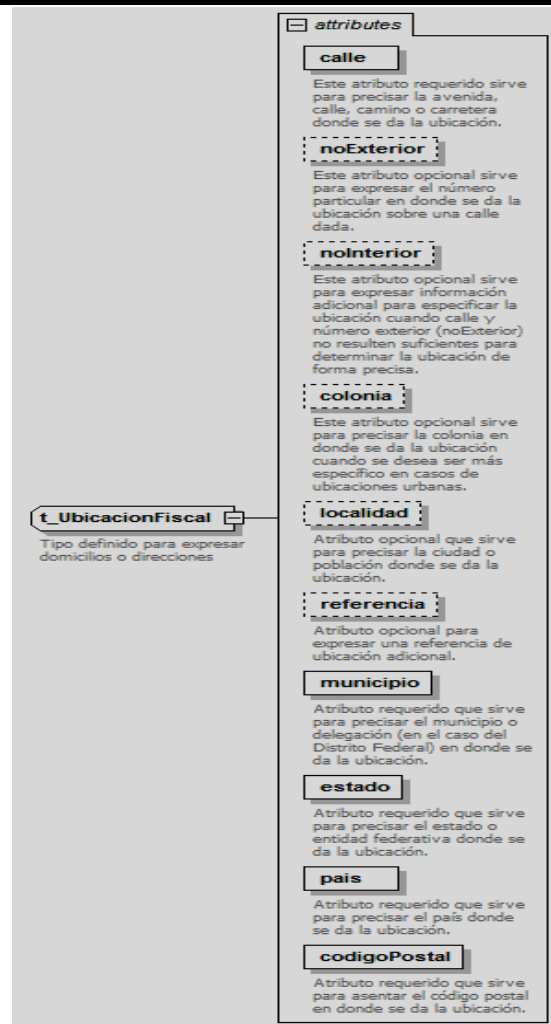 attributes
calle
Este atributo requerido sirve
para precisar la avenida,
calle, camino o carretera
donde se da la ubicación.
noExterior
Este atributo opcional sirve
para expresar el número
particular en donde se da la
ubicación sobre una calle
dada.
noInterior
Este atributo opcional sirve
para expresar información
adicional para especificar la
ubicación cuando calle y
número exterior (noExterior)
no resulten suficientes para
determinar la ubicación de
forma precisa.
colonia
Este atributo opcional sirve
para precisar la colonia en
donde se da la ubicación
cuando se desea ser más
específico en casos de
ubicaciones urbanas.
t_UbicacionFiscal
Tipo definido para expresar
domicilios o direcciones
localidad
Atributo opcional que sirve
para precisar la ciudad o
población donde se da la
ubicación.
referencia
Atributo opcional para
expresar una referencia de
ubicación adicional.
municipio
Atributo requerido que sirve
para precisar el municipio o
delegación (en el caso del
Distrito Federal) en donde se
da la ubicación.
estado
Atributo requerido que sirve
para precisar el estado o
entidad federativa donde se
da la ubicación.
pais
Atributo requerido que sirve
para precisar el país donde
se da la ubicación.
codigoPostal
Atributo requerido que sirve
para asentar el código postal
en donde se da la ubicación.